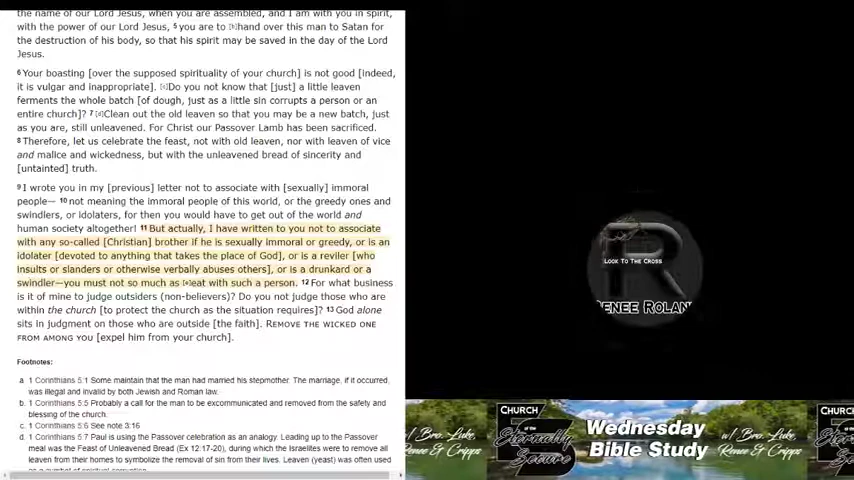 the name of our Lord Jesus, when you are assembled, and I am with you in spirit,
with the power of our Lord Jesus, 5 you are to [b]hand over this man to Satan for
the destruction of his body, so that his spirit may be saved in the day of the Lord
Jesus.
6 Your boasting [over the supposed spirituality of your church] is not good [indeed,
it is vulgar and inappropriate]. [c]Do you not know that [just] a little leaven
ferments the whole batch [of dough, just as a little sin corrupts a person or an
entire church]? 7 [d]Clean out the old leaven so that you may be a new batch, just
as you are, still unleavened. For Christ our Passover Lamb has been sacrificed.
8 Therefore, let us celebrate the feast, not with old leaven, nor with leaven of vice
and malice and wickedness, but with the unleavened bread of sincerity and
[untainted] truth.
9 I wrote you in my [previous] letter not to associate with [sexually] immoral
people— 10 not meaning the immoral people of this world, or the greedy ones and
swindlers, or idolaters, for then you would have to get out of the world and
human society altogether! 11 But actually, I have written to you not to associate
with any so-called [Christian] brother if he is sexually immoral or greedy, or is an
idolater [devoted to anything that takes the place of God], or is a reviler [who
insults or slanders or otherwise verbally abuses others], or is a drunkard or a
swindler—you must not so much as [e]eat with such a person. 12 For what business
is it of mine to judge outsiders (non-believers)? Do you not judge those who are
within the church [to protect the church as the situation requires]? 13 God alone
sits in judgment on those who are outside [the faith]. REMOVE THE WICKED ONE
FROM AMONG YOU [expel him from your church].
Footnotes:
a 1 Corinthians 5:1 Some maintain that the man had married his stepmother. The marriage, if it occurred,
was illegal and invalid by both Jewish and Roman law.
b 1 Corinthians 5:5 Probably a call for the man to be excommunicated and removed from the safety and
blessing of the church.
c 1 Corinthians 5:6 See note 3:16
d 1 Corinthians 5:7 Paul is using the Passover celebration as an analogy. Leading up to the Passover
meal was the Feast of Unleavened Bread (Ex 12:17-20), during which the Israelites were to remove all
leaven from their homes to symbolize the removal of sin from their lives. Leaven (yeast) was often used
as a symbol of spiritual corruption.
R
LOOK TO THE CROSS
RENEE ROLAN
w/ Bro. Luke,
Renee & Cripps
CHURCH
of the
Eternally
Secure
Wednesday
Bible Study
w/ Bro. Luke,
Renee & Cripps
CHURCH